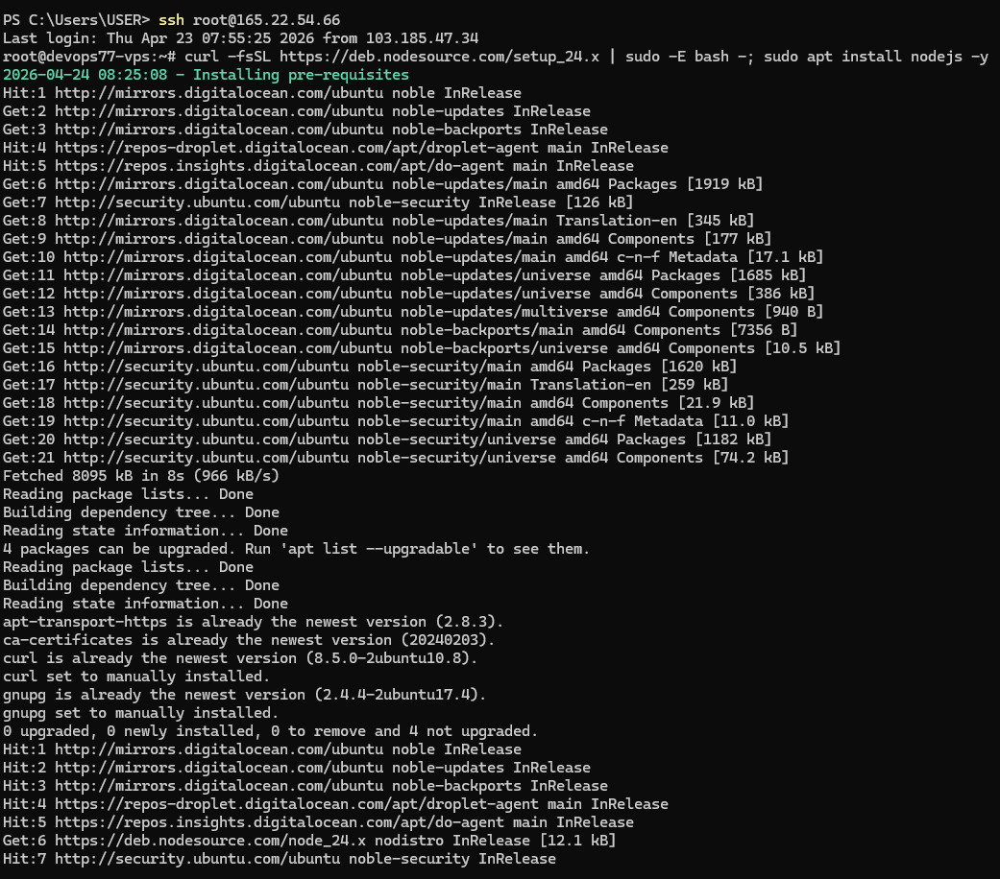 PS C:\Users\USER> ssh root@165.22.54.66
Last login: Thu Apr 23 07:55:25 2026 from 103.185.47.34
root@devops77-vps:~# curl -fsSL https://deb.nodesource.com/setup_24.x | sudo -E bash -; sudo apt install nodejs -y
2026-04-24 08:25:08 - Installing pre-requisites
Hit:1 http://mirrors.digitalocean.com/ubuntu noble InRelease
Get:2 http://mirrors.digitalocean.com/ubuntu noble-updates InRelease
Get:3 http://mirrors.digitalocean.com/ubuntu noble-backports InRelease
Hit:4 https://repos-droplet.digitalocean.com/apt/droplet-agent main InRelease
Hit:5 https://repos.insights.digitalocean.com/apt/do-agent main InRelease
Get:6 http://mirrors.digitalocean.com/ubuntu noble-updates/main amd64 Packages [1919 kB]
Get:7 http://security.ubuntu.com/ubuntu noble-security InRelease [126 kB]
Get:8 http://mirrors.digitalocean.com/ubuntu noble-updates/main Translation-en [345 kB]
Get:9 http://mirrors.digitalocean.com/ubuntu noble-updates/main amd64 Components [177 kB]
Get:10 http://mirrors.digitalocean.com/ubuntu noble-updates/main amd64 c-n-f Metadata [17.1 kB]
Get:11 http://mirrors.digitalocean.com/ubuntu noble-updates/universe amd64 Packages [1685 kB]
Get:12 http://mirrors.digitalocean.com/ubuntu noble-updates/universe amd64 Components [386 kB]
Get:13 http://mirrors.digitalocean.com/ubuntu noble-updates/multiverse amd64 Components [940 B]
Get:14 http://mirrors.digitalocean.com/ubuntu noble-backports/main amd64 Components [7356 B]
Get:15 http://mirrors.digitalocean.com/ubuntu noble-backports/universe amd64 Components [10.5 kB]
Get:16 http://security.ubuntu.com/ubuntu noble-security/main amd64 Packages [1620 kB]
Get:17 http://security.ubuntu.com/ubuntu noble-security/main Translation-en [259 kB]
Get:18 http://security.ubuntu.com/ubuntu noble-security/main amd64 Components [21.9 kB]
Get:19 http://security.ubuntu.com/ubuntu noble-security/main amd64 c-n-f Metadata [11.0 kB]
Get:20 http://security.ubuntu.com/ubuntu noble-security/universe amd64 Packages [1182 kB]
Get:21 http://security.ubuntu.com/ubuntu noble-security/universe amd64 Components [74.2 kB]
Fetched 8095 kB in 8s (966 kB/s)
Reading package lists... Done
Building dependency tree... Done
Reading state information... Done
4 packages can be upgraded. Run 'apt list --upgradable' to see them.
Reading package lists... Done
Building dependency tree... Done
Reading state information... Done
apt-transport-https is already the newest version (2.8.3).
ca-certificates is already the newest version (20240203).
curl is already the newest version (8.5.0-2ubuntu10.8).
curl set to manually installed.
gnupg is already the newest version (2.4.4-2ubuntu17.4).
gnupg set to manually installed.
0 upgraded, 0 newly installed, 0 to remove and 4 not upgraded.
Hit:1 http://mirrors.digitalocean.com/ubuntu noble InRelease
Hit:2 http://mirrors.digitalocean.com/ubuntu noble-updates InRelease
Hit:3 http://mirrors.digitalocean.com/ubuntu noble-backports InRelease
Hit:4 https://repos-droplet.digitalocean.com/apt/droplet-agent main InRelease
Hit:5 https://repos.insights.digitalocean.com/apt/do-agent main InRelease
Get:6 https://deb.nodesource.com/node_24.x nodistro InRelease [12.1 kB]
Hit:7 http://security.ubuntu.com/ubuntu noble-security InRelease